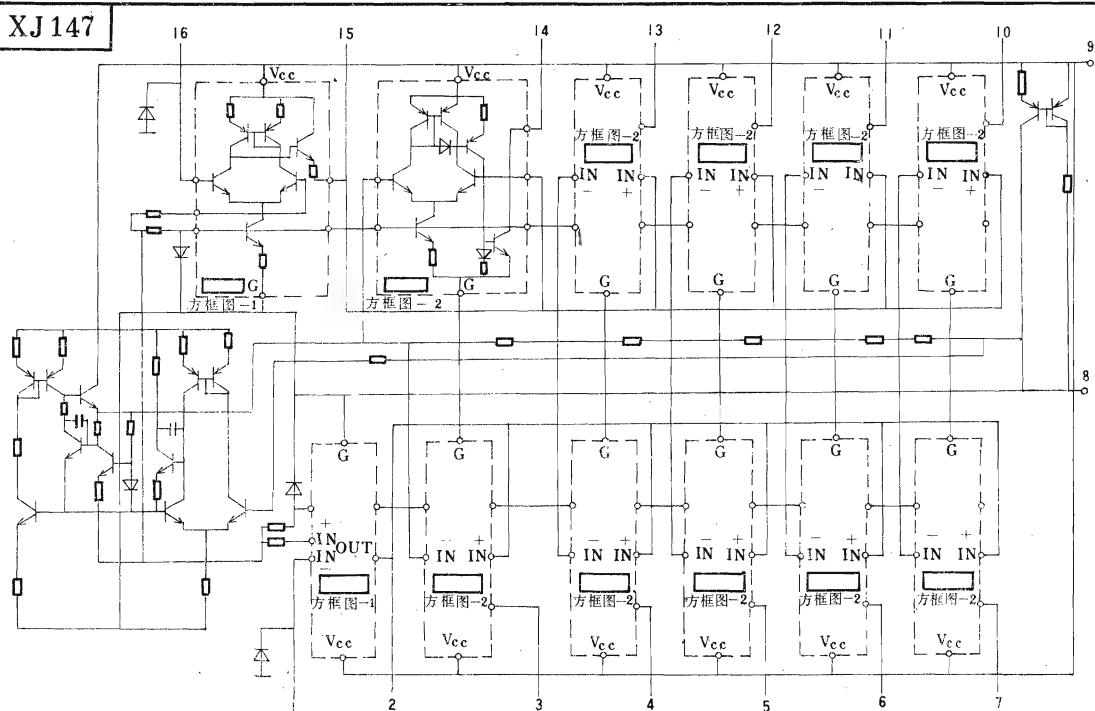 XJ 147
16 15 14 13 12 11 10 9
Vcc Vcc Vcc Vcc Vcc Vcc
方框图-2 方框图-2 方框图-2 方框图-2
IN IN IN IN IN IN IN IN
− + − + − + − +
G G G G G G
方框图-1 方框图-2
8
G G G G G G
+ − + − + − + − + − +
IN OUT IN IN IN IN IN IN IN IN IN IN
IN
−
方框图-1 方框图-2 方框图-2 方框图-2 方框图-2 方框图-2
Vcc Vcc Vcc Vcc Vcc Vcc
2 3 4 5 6 7